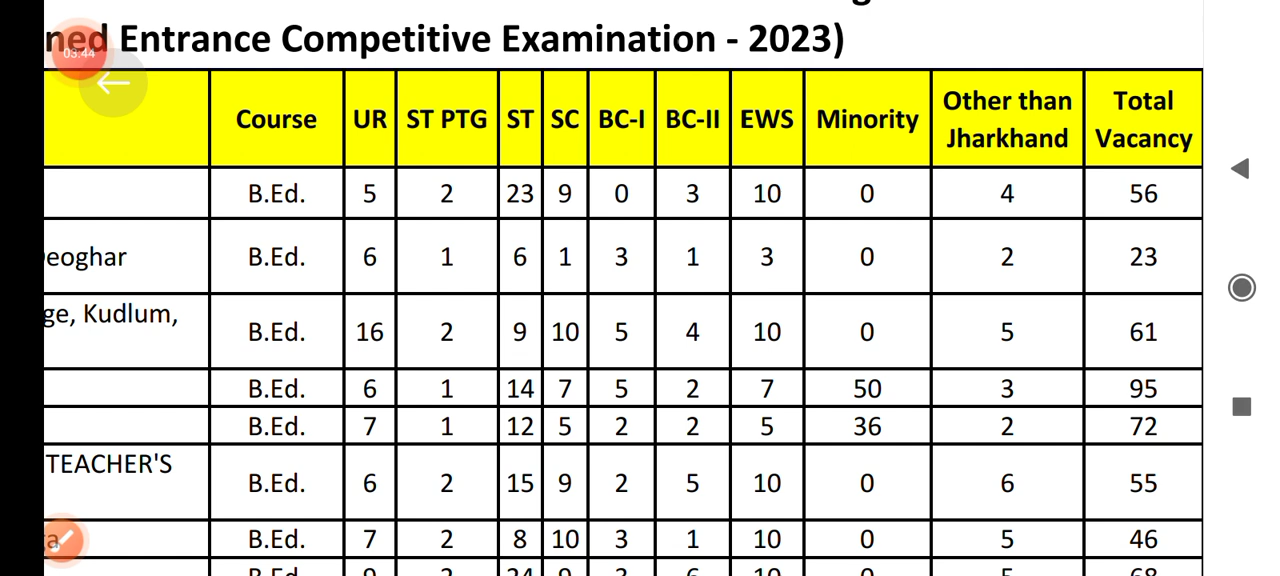 ned Entrance Competitive Examination - 2023)
03:44
Course UR ST PTG ST SC BC-I BC-II EWS Minority Other than Jharkhand Total Vacancy
B.Ed. 5 2 23 9 0 3 10 0 4 56
eoghar B.Ed. 6 1 6 1 3 1 3 0 2 23
ge, Kudlum, B.Ed. 16 2 9 10 5 4 10 0 5 61
B.Ed. 6 1 14 7 5 2 7 50 3 95
B.Ed. 7 1 12 5 2 2 5 36 2 72
TEACHER'S B.Ed. 6 2 15 9 2 5 10 0 6 55
B.Ed. 7 2 8 10 3 1 10 0 5 46
B.Ed. 9 2 24 9 3 6 10 0 5 68